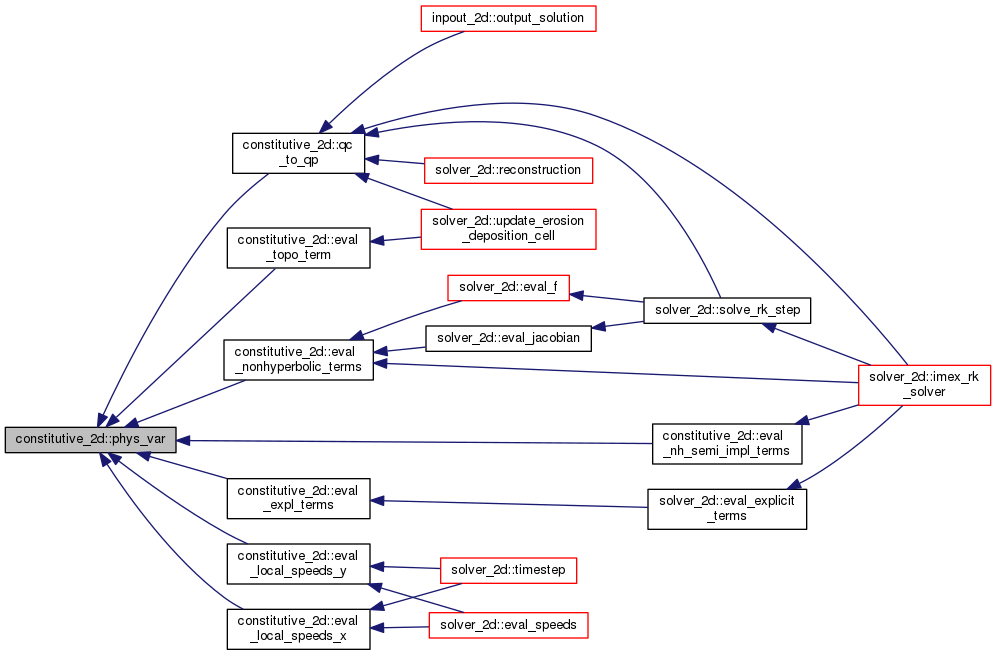 inpout_2d::output_solution
constitutive_2d::qc
_to_qp
solver_2d::reconstruction
solver_2d::update_erosion
_deposition_cell
constitutive_2d::eval
_topo_term
solver_2d::eval_f
solver_2d::solve_rk_step
solver_2d::eval_jacobian
constitutive_2d::eval
_nonhyperbolic_terms
solver_2d::imex_rk
_solver
constitutive_2d::phys_var
constitutive_2d::eval
_nh_semi_impl_terms
constitutive_2d::eval
_expl_terms
solver_2d::eval_explicit
_terms
constitutive_2d::eval
_local_speeds_y
solver_2d::timestep
constitutive_2d::eval
_local_speeds_x
solver_2d::eval_speeds